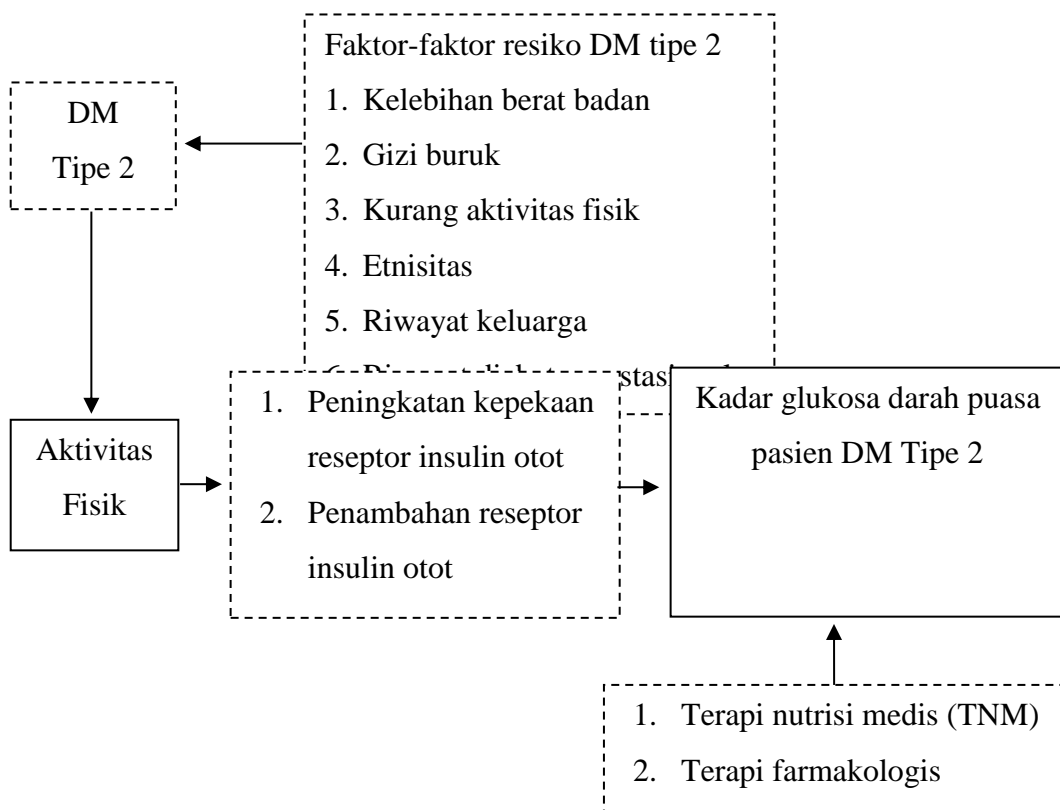 Faktor-faktor resiko DM tipe 2
1. Kelebihan berat badan
2. Gizi buruk
3. Kurang aktivitas fisik
4. Etnisitas
5. Riwayat keluarga
DM
Tipe 2
Aktivitas
Fisik
1. Peningkatan kepekaan
reseptor insulin otot
2. Penambahan reseptor
insulin otot
Kadar glukosa darah puasa
pasien DM Tipe 2
1. Terapi nutrisi medis (TNM)
2. Terapi farmakologis